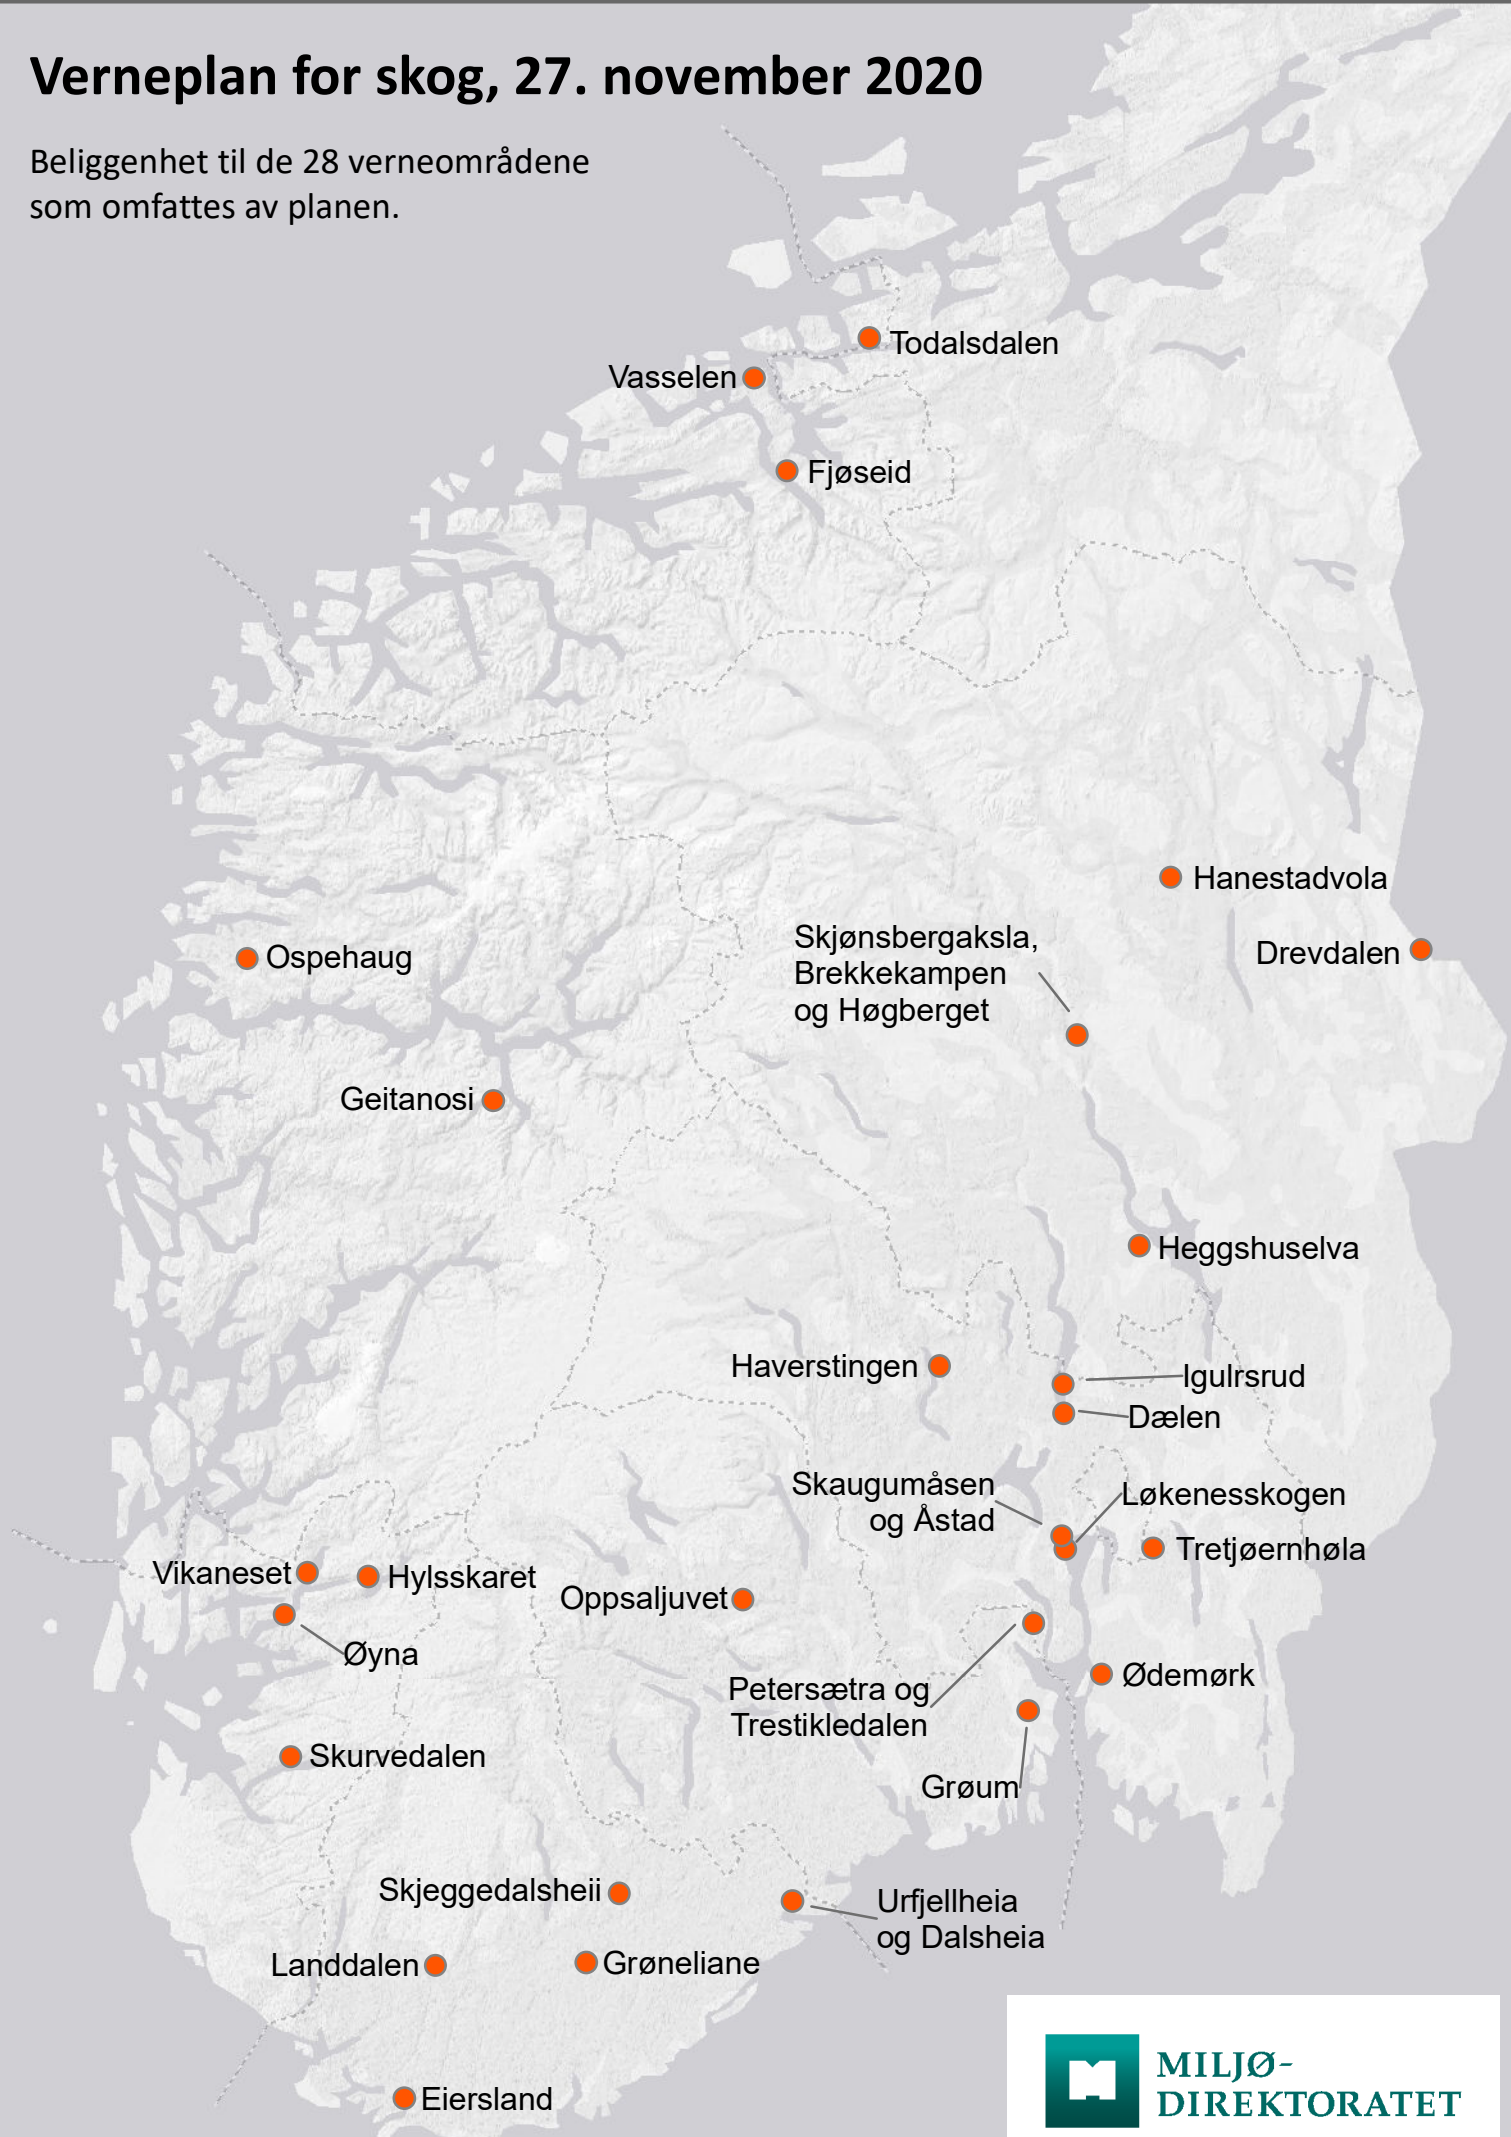 Verneplan for skog, 27. november 2020
Beliggenhet til de 28 verneområdene
som omfattes av planen.
Todalsdalen
Vasselen
Fjøseid
Hanestadvola
Skjønsbergaksla,
Brekkekampen
og Høgberget
Drevdalen
Ospehaug
Geitanosi
Heggshuselva
Haverstingen
Igulrsrud
Dælen
Skaugumåsen
og Åstad
Løkenesskogen
Tretjøernhøla
Vikaneset
Hylsskaret
Oppsaljuvet
Øyna
Petersætra og
Trestikledalen
Ødemørk
Skurvedalen
Grøum
Skjeggedalsheii
Urfjellheia
og Dalsheia
Landdalen
Grøneliane
Eiersland
MILJØ-
DIREKTORATET